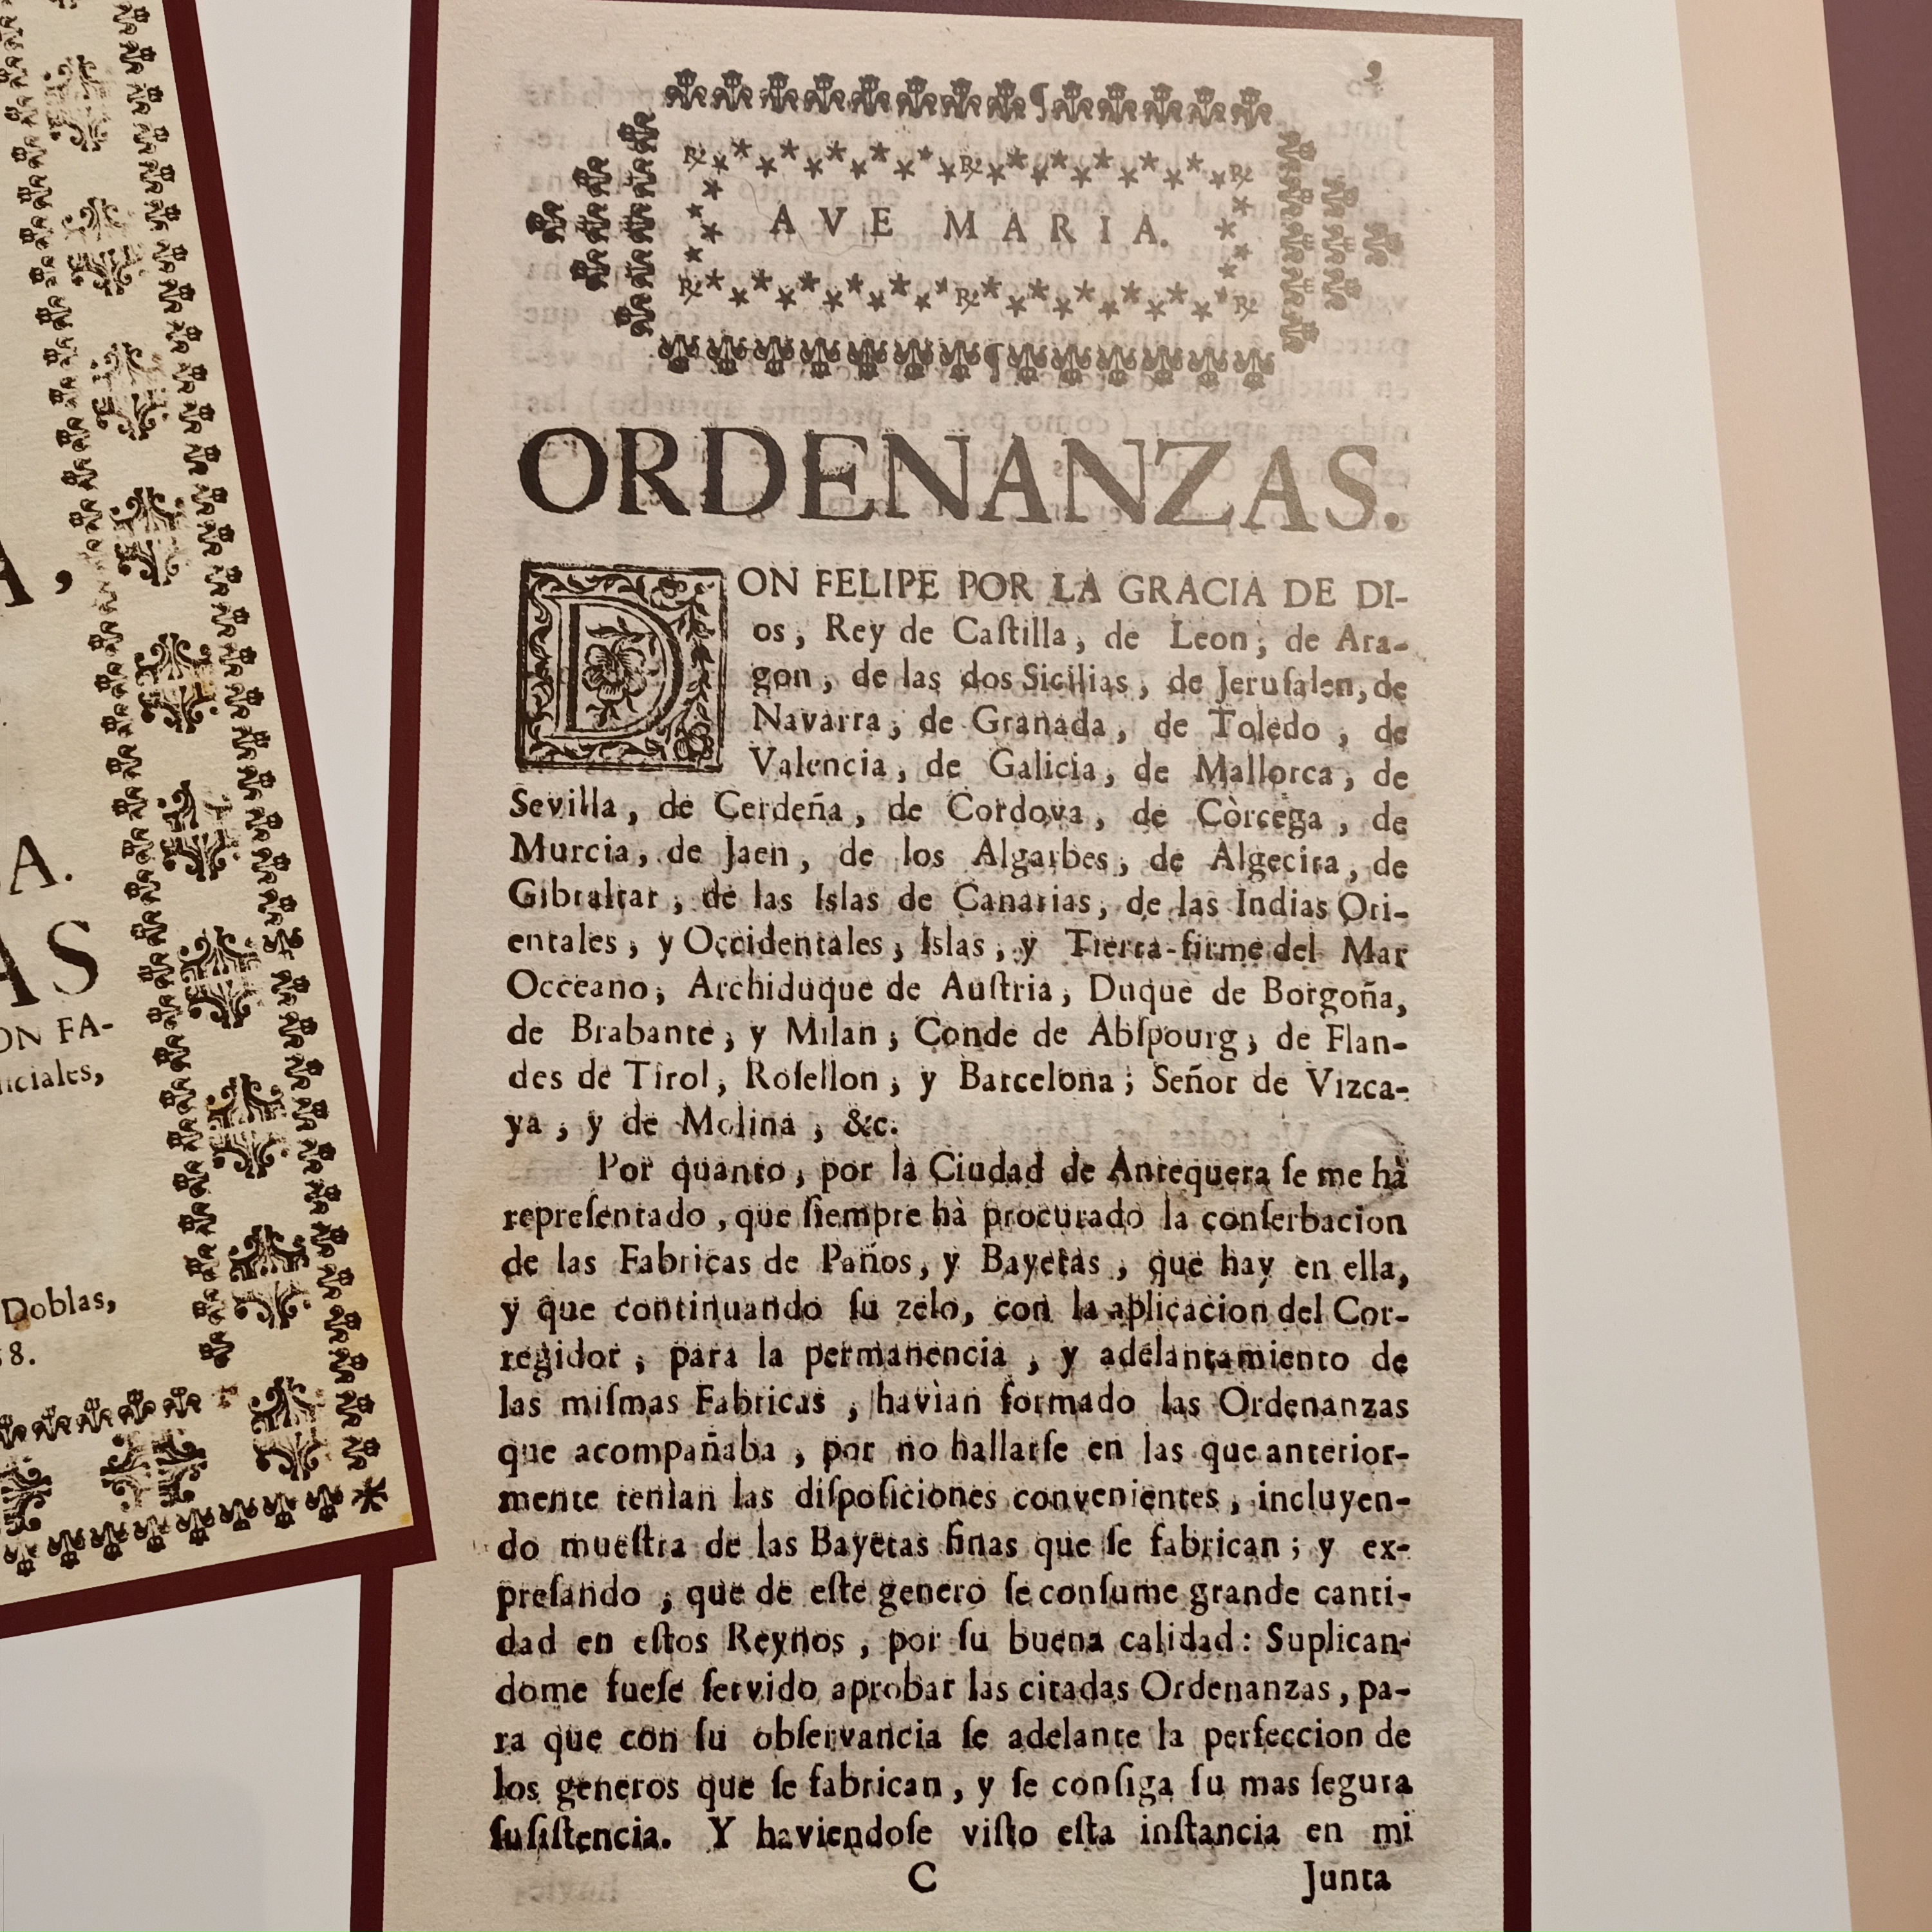 A,
A.
AS
ON FA-
iciales,
Doblas,
8.
9
AVE MARIA.
ORDENANZAS.
DON FELIPE POR LA GRACIA DE DI-
os, Rey de Caſtilla, de Leon, de Ara-
gon, de las dos Sicilias, de Jeruſalen, de
Navarra, de Granada, de Toledo, de
Valencia, de Galicia, de Mallorca, de
Sevilla, de Cerdeña, de Cordova, de Còrcega, de
Murcia, de Jaen, de los Algarbes, de Algecira, de
Gibraltar, de las Islas de Canarias, de las Indias Ori-
entales, y Occidentales, Islas, y Tierra-firme del Mar
Occeano, Archiduque de Auſtria, Duque de Borgoña,
de Brabante, y Milan; Conde de Abſpourg, de Flan-
des de Tirol, Roſellon, y Barcelona; Señor de Vizca-
ya, y de Molina, &c.
Por quanto, por la Ciudad de Antequera ſe me hà
repreſentado, que ſiempre hà procurado la conſerbacion
de las Fabricas de Paños, y Bayetas, que hay en ella,
y que continuando ſu zelo, con la aplicacion del Cor-
regidor, para la permanencia, y adelantamiento de
las miſmas Fabricas, havian formado las Ordenanzas
que acompañaba, por no hallarſe en las que anterior-
mente tenian las diſpoſiciones convenientes, incluyen-
do mueſtra de las Bayetas finas que ſe fabrican; y ex-
preſando, que de eſte genero ſe conſume grande canti-
dad en eſtos Reynos, por ſu buena calidad: Suplican-
dome fueſe ſervido aprobar las citadas Ordenanzas, pa-
ra que con ſu obſervancia ſe adelante la perfeccion de
los generos que ſe fabrican, y ſe conſiga ſu mas ſegura
ſuſiſtencia. Y haviendoſe viſto eſta inſtancia en mi
C Junta